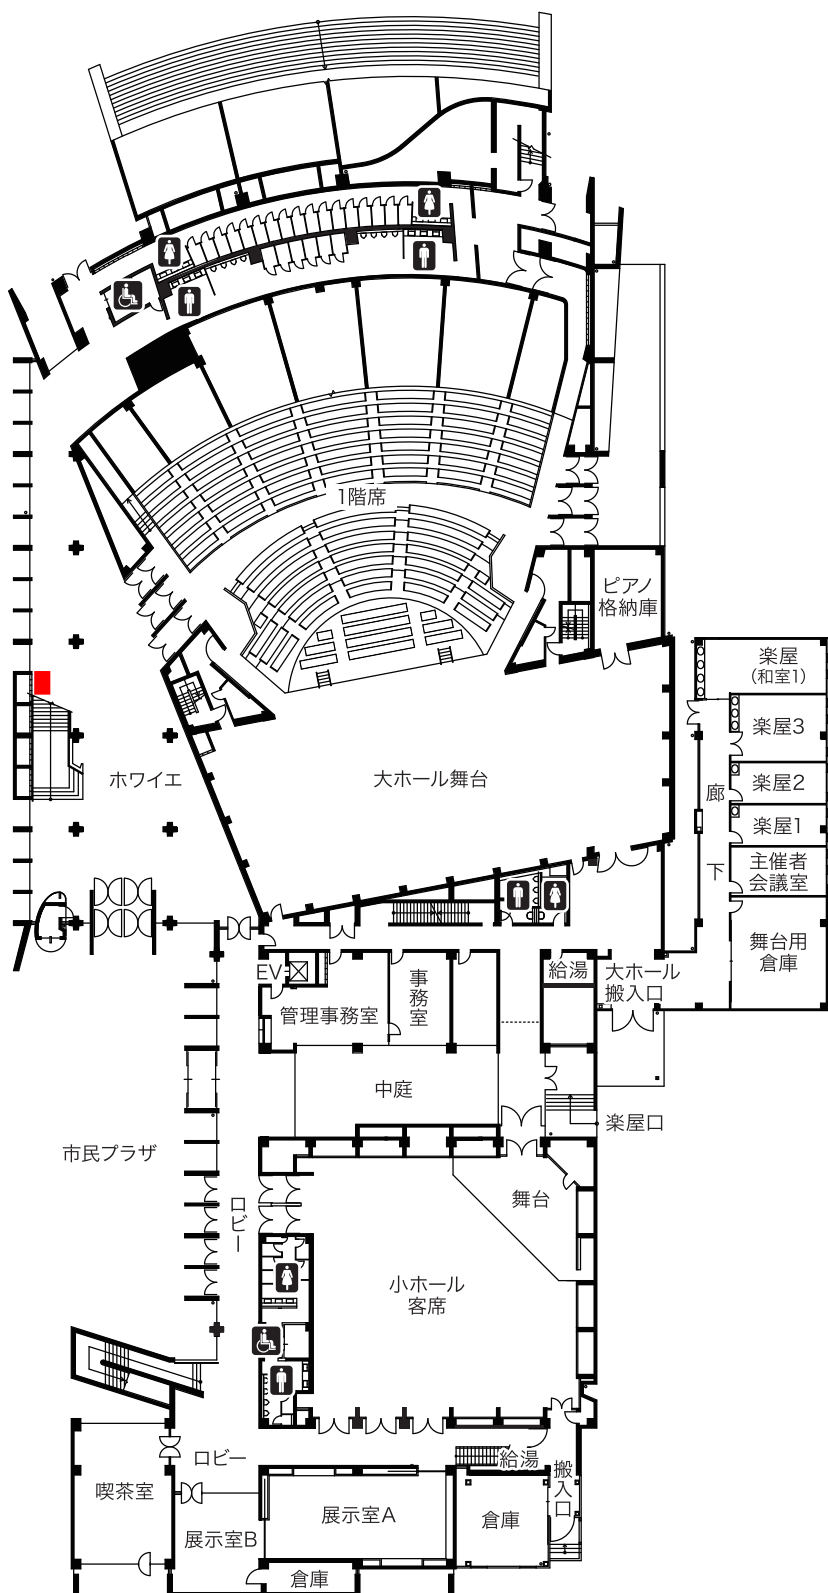 1階席
ピアノ
格納庫
楽屋
(和室1)
楽屋3
ホワイエ
大ホール舞台
楽屋2
廊
下
楽屋1
主催者
会議室
舞台用
倉庫
EV
管理事務室
事
務
室
給湯
大ホール
搬入口
中庭
楽屋口
市民プラザ
ロビー
舞台
小ホール
客席
ロビー
給湯
搬
入
口
喫茶室
展示室A
展示室B
倉庫
倉庫